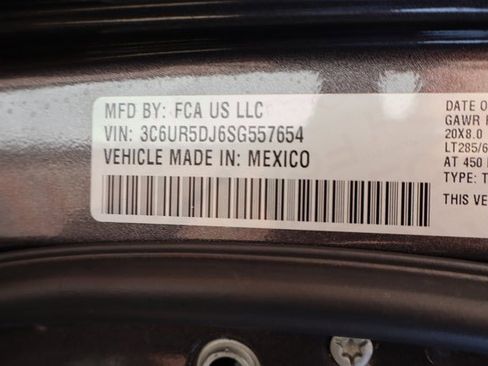 MFD BY: FCA US LLC
VIN: 3C6UR5DJ6SG557654
VEHICLE MADE IN: MEXICO
DATE O
GAWR
20X8.0
LT285/6
AT 450
TYPE: T
THIS VE